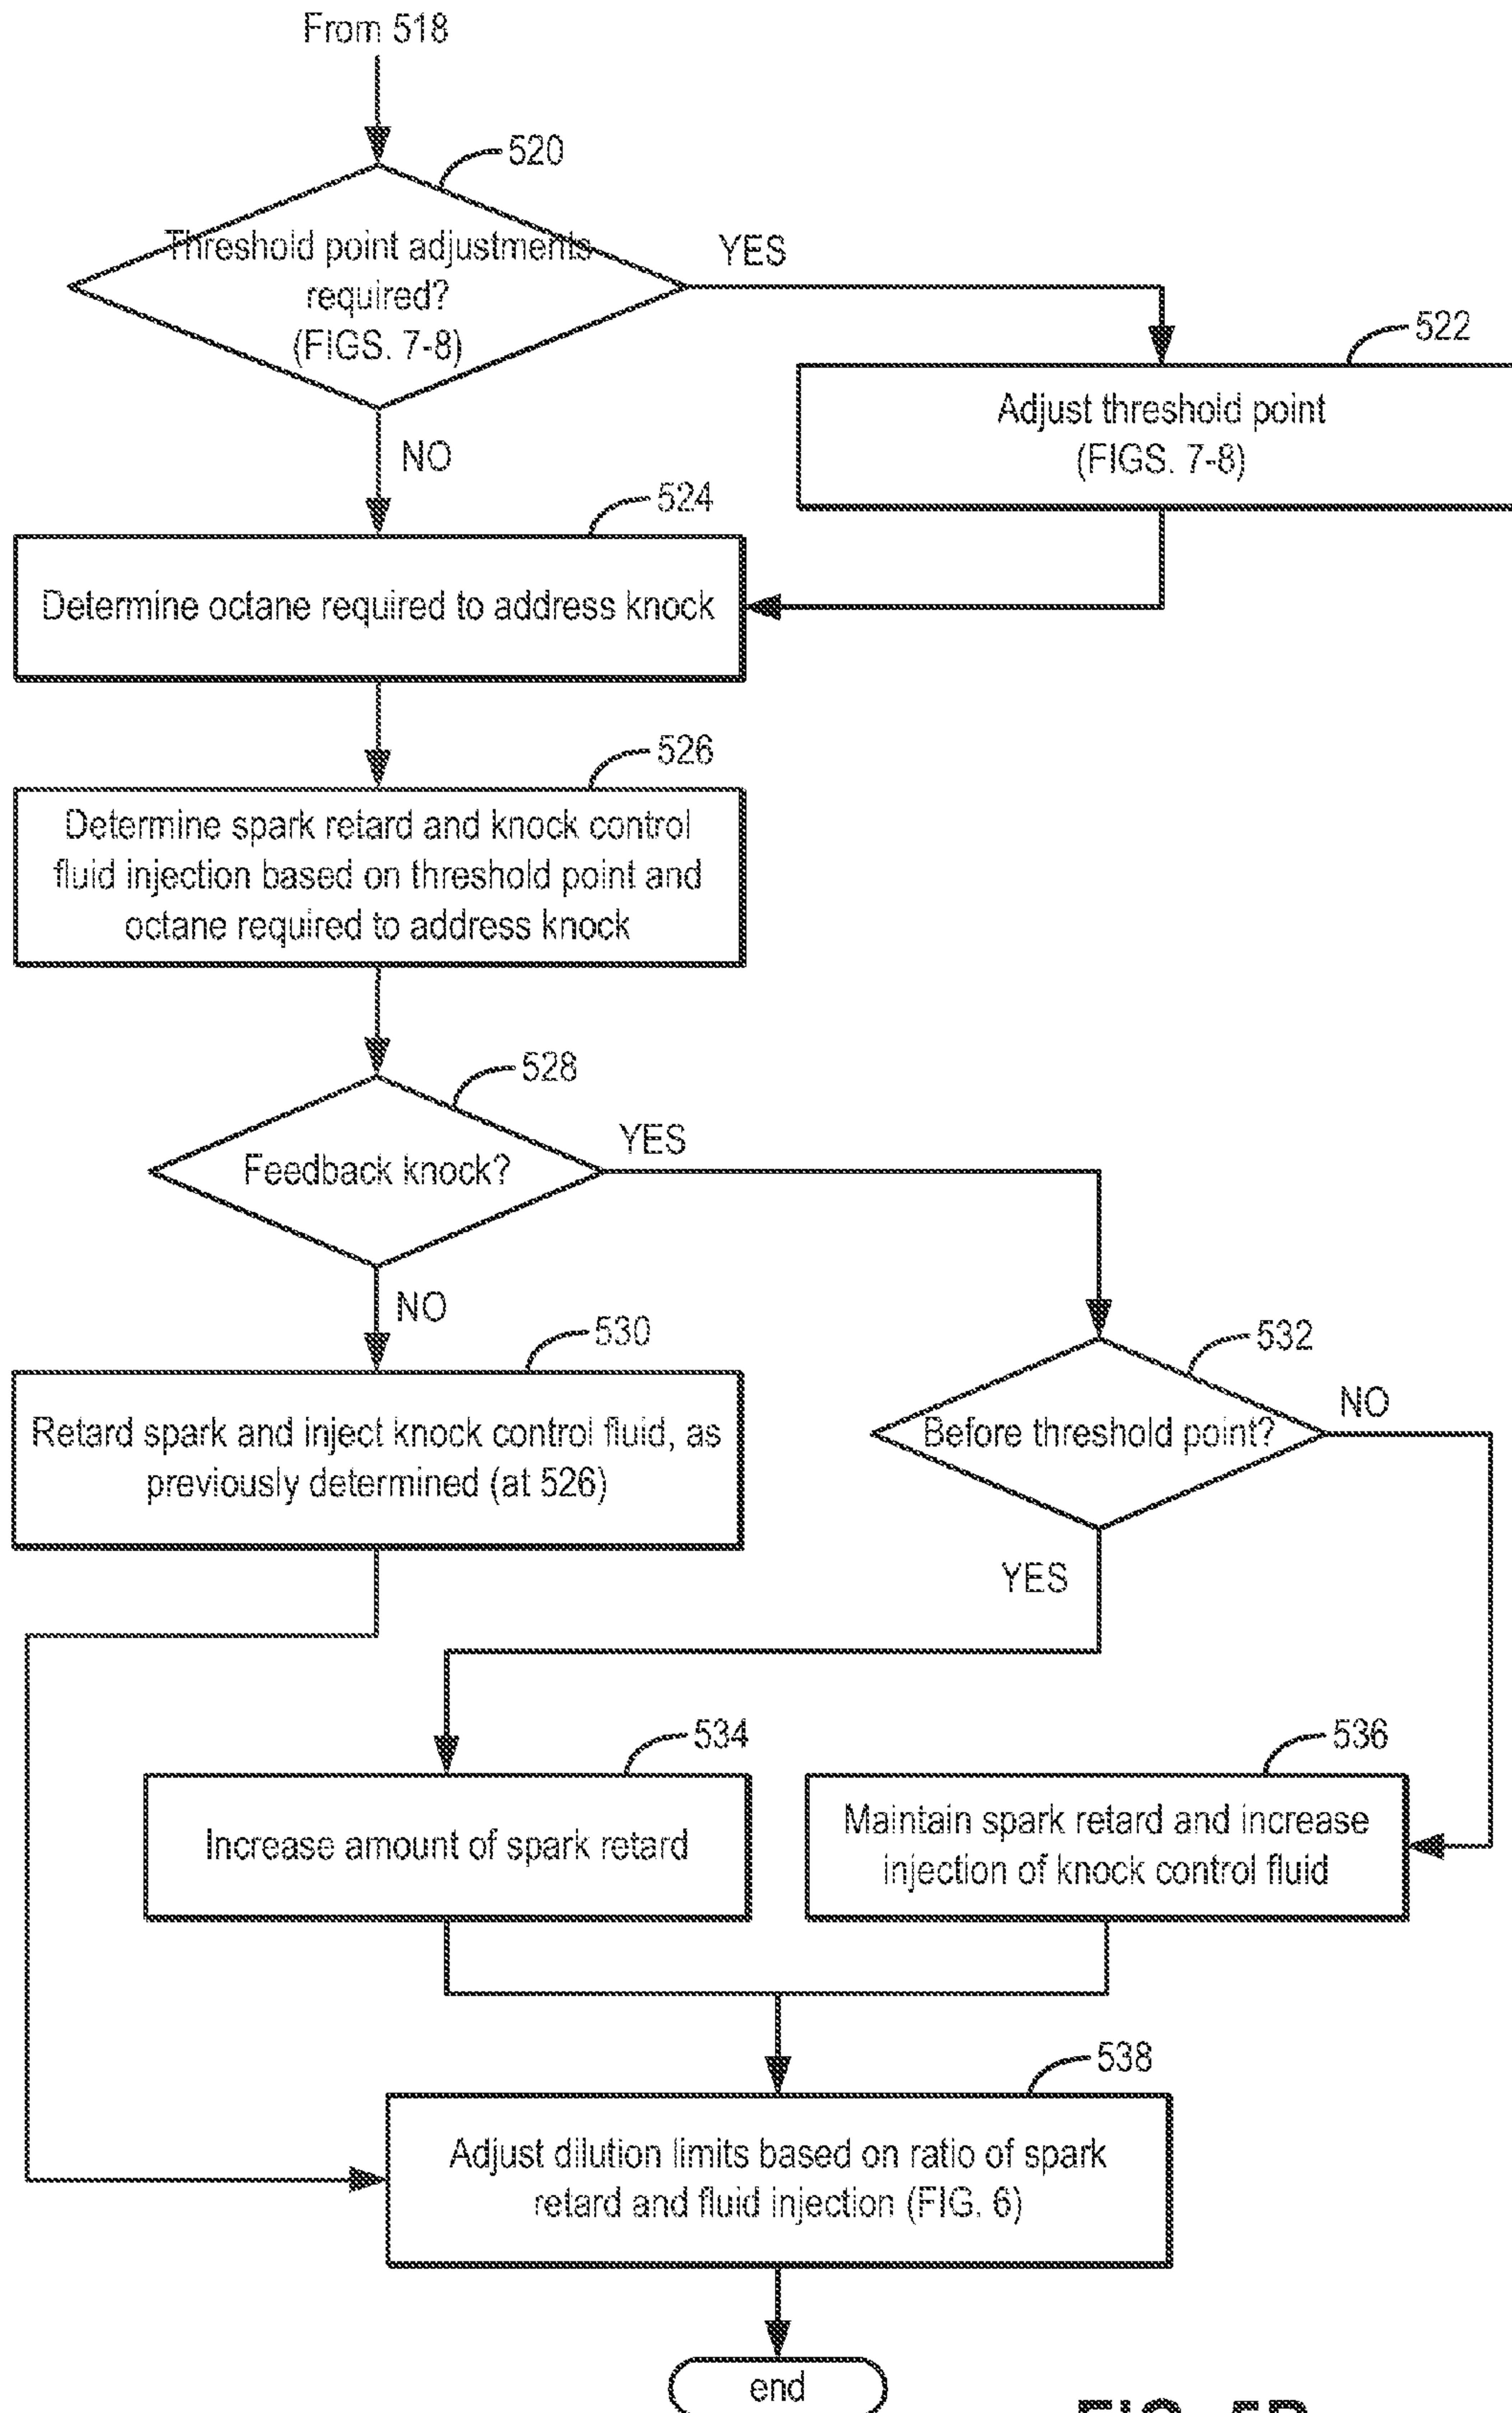 From 518
520
Threshold point adjustments
required?
(FIGS. 7-8)
YES
522
Adjust threshold point
(FIGS. 7-8)
NO
524
Determine octane required to address knock
526
Determine spark retard and knock control
fluid injection based on threshold point and
octane required to address knock
528
Feedback knock?
YES
NO
530
Retard spark and inject knock control fluid, as
previously determined (at 526)
532
Before threshold point?
NO
YES
534
Increase amount of spark retard
536
Maintain spark retard and increase
injection of knock control fluid
538
Adjust dilution limits based on ratio of spark
retard and fluid injection (FIG. 6)
end